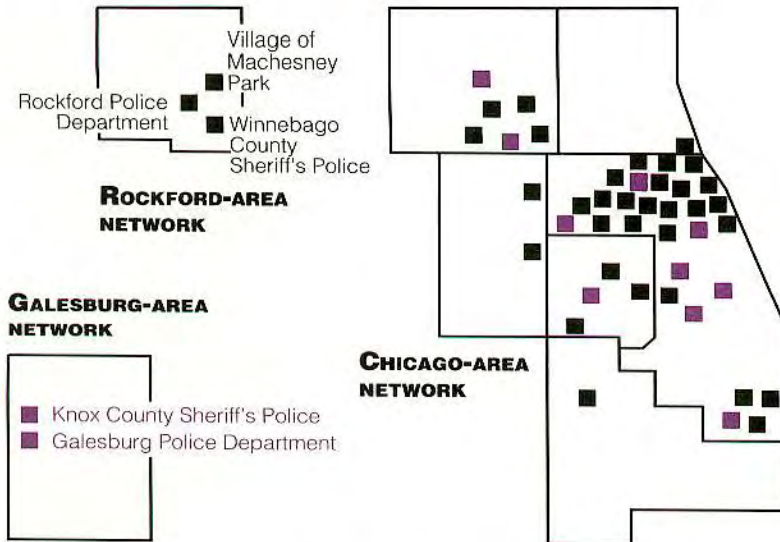 Village of
Machesney
Park
Rockford Police
Department
Winnebago
County
Sheriff's Police
ROCKFORD-AREA
NETWORK
GALESBURG-AREA
NETWORK
Knox County Sheriff's Police
Galesburg Police Department
CHICAGO-AREA
NETWORK